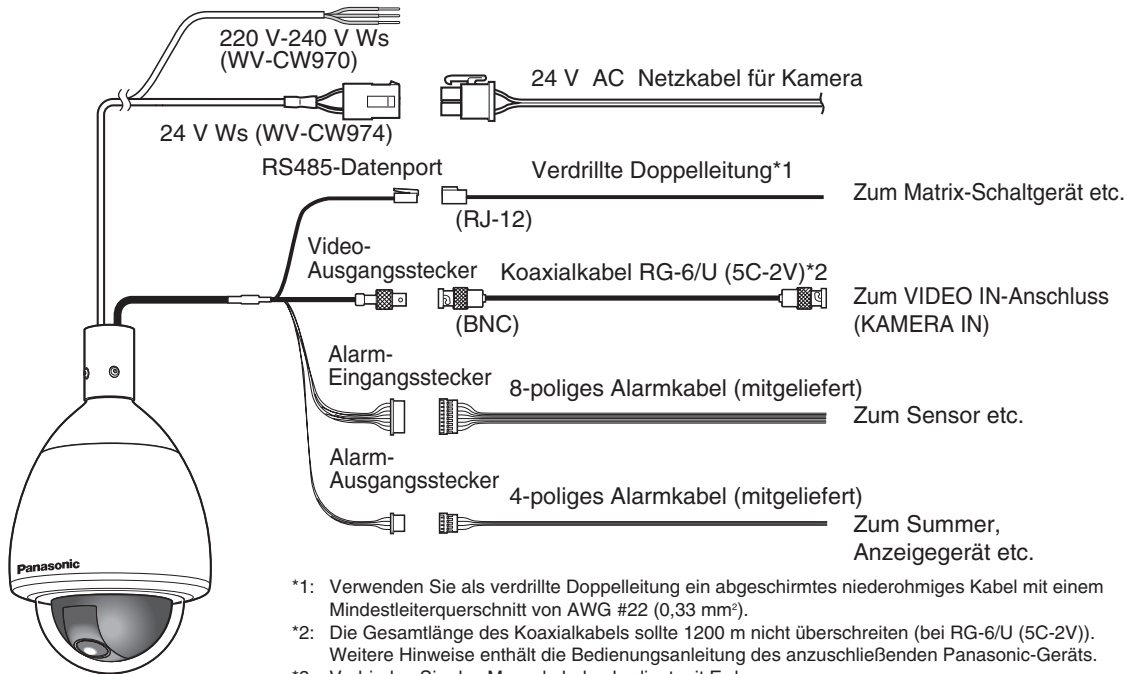 220 V-240 V Ws
(WV-CW970)
24 V AC Netzkabel für Kamera
24 V Ws (WV-CW974)
RS485-Datenport
Verdrillte Doppelleitung*1
Zum Matrix-Schaltgerät etc.
(RJ-12)
Video-
Ausgangsstecker
Koaxialkabel RG-6/U (5C-2V)*2
Zum VIDEO IN-Anschluss
(KAMERA IN)
(BNC)
Alarm-
Eingangsstecker
8-poliges Alarmkabel (mitgeliefert)
Zum Sensor etc.
Alarm-
Ausgangsstecker
4-poliges Alarmkabel (mitgeliefert)
Zum Summer,
Anzeigegerät etc.
Panasonic
*1: Verwenden Sie als verdrillte Doppelleitung ein abgeschirmtes niederohmiges Kabel mit einem
Mindestleiterquerschnitt von AWG #22 (0,33 mm²).
*2: Die Gesamtlänge des Koaxialkabels sollte 1200 m nicht überschreiten (bei RG-6/U (5C-2V)).
Weitere Hinweise enthält die Bedienungsanleitung des anzuschließenden Panasonic-Geräts.